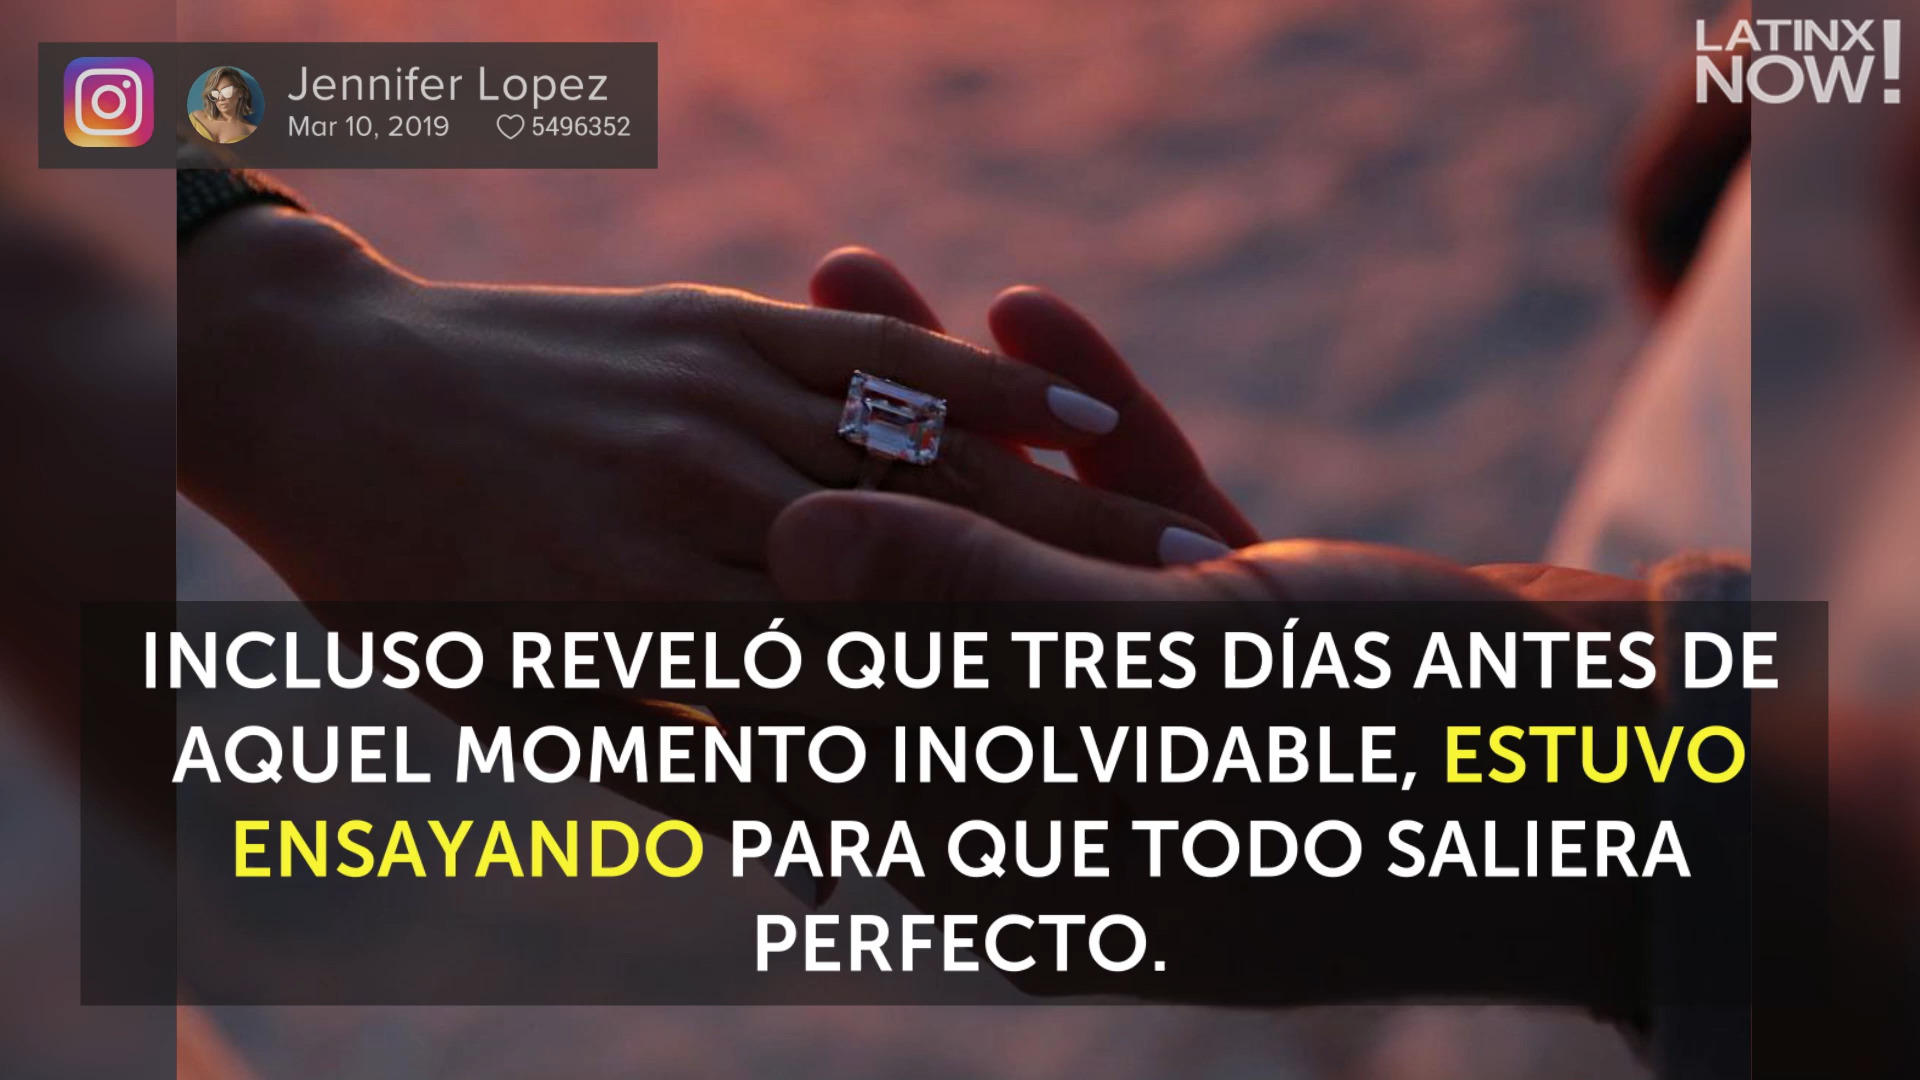 Jennifer Lopez
Mar 10, 2019 5496352
LATINX
NOW!
INCLUSO REVELÓ QUE TRES DÍAS ANTES DE
AQUEL MOMENTO INOLVIDABLE, ESTUVO
ENSAYANDO PARA QUE TODO SALIERA
PERFECTO.